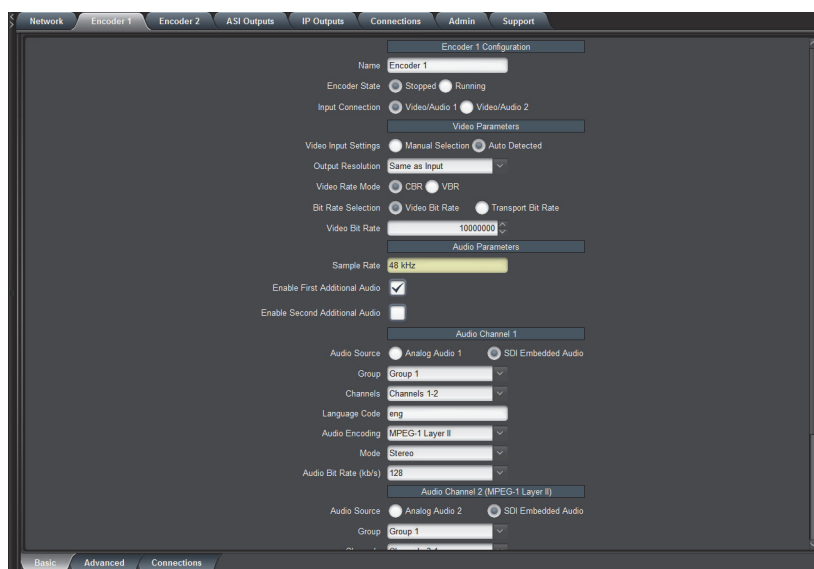 Network Encoder 1 Encoder 2 ASI Outputs IP Outputs Connections Admin Support
Encoder 1 Configuration
Name Encoder 1
Encoder State Stopped Running
Input Connection Video/Audio 1 Video/Audio 2
Video Parameters
Video Input Settings Manual Selection Auto Detected
Output Resolution Same as Input
Video Rate Mode CBR VBR
Bit Rate Selection Video Bit Rate Transport Bit Rate
Video Bit Rate 10000000
Audio Parameters
Sample Rate 48 kHz
Enable First Additional Audio
Enable Second Additional Audio
Audio Channel 1
Audio Source Analog Audio 1 SDI Embedded Audio
Group Group 1
Channels Channels 1-2
Language Code eng
Audio Encoding MPEG-1 Layer II
Mode Stereo
Audio Bit Rate (kb/s) 128
Audio Channel 2 (MPEG-1 Layer II)
Audio Source Analog Audio 2 SDI Embedded Audio
Group Group 1
Basic Advanced Connections